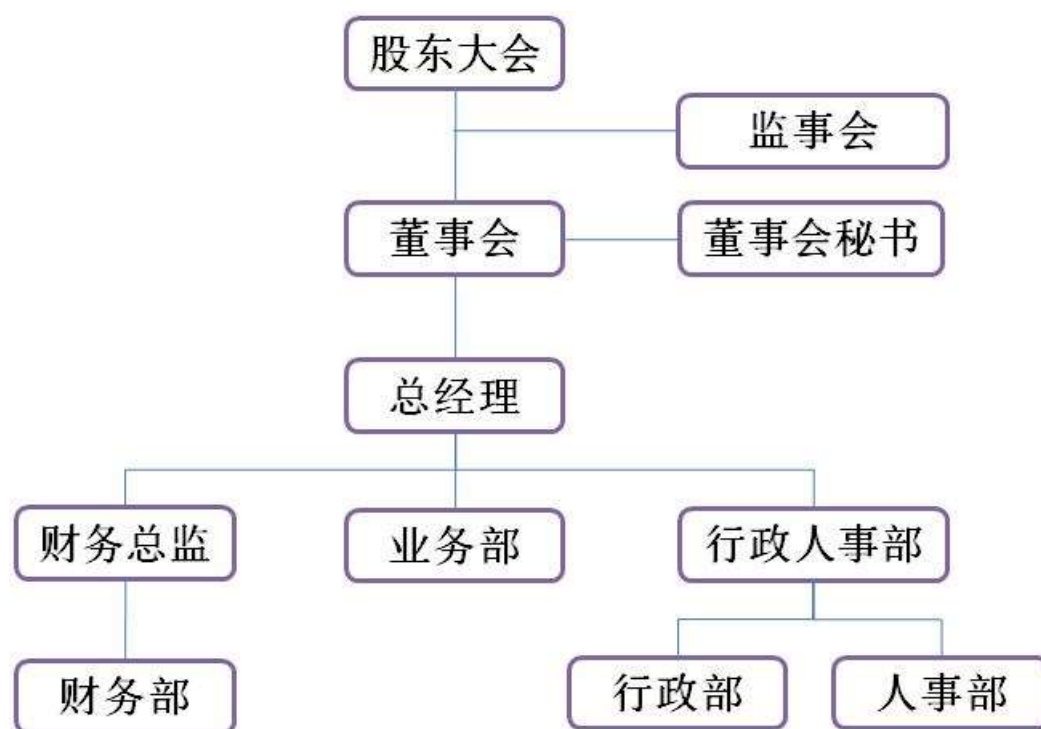 股东大会
监事会
董事会
董事会秘书
总经理
财务总监
业务部
行政人事部
财务部
行政部
人事部